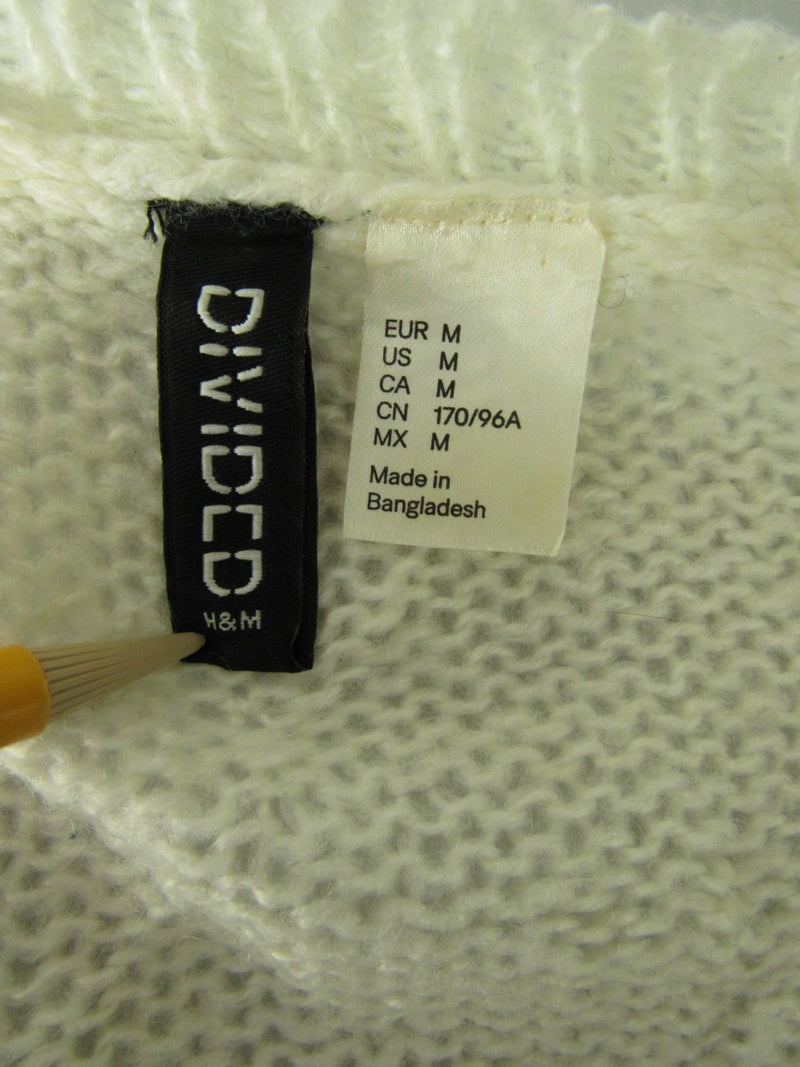 DIVIDED
H&M
EUR M
US M
CA M
CN 170/96A
MX M
Made in
Bangladesh